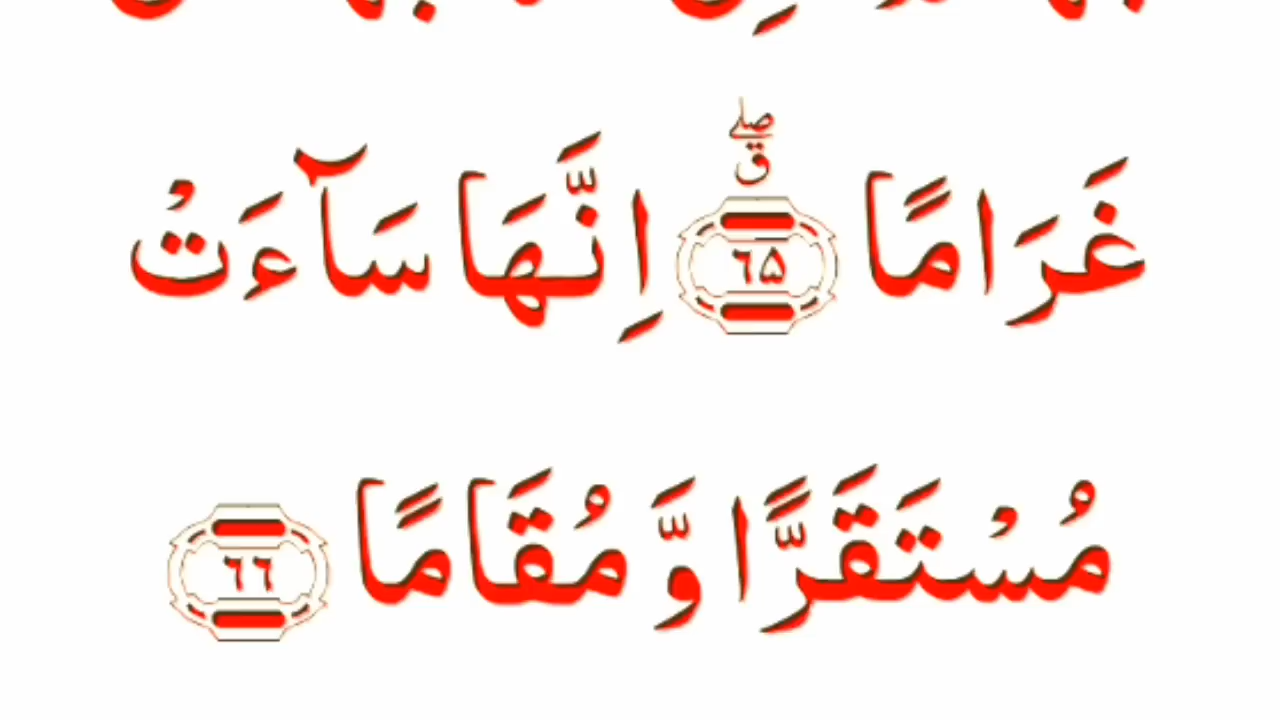 غَرَامًا ۝٦٥ ۖق اِنَّهَا سَآءَتْ
مُسْتَقَرًّا وَّ مُقَامًا ۝٦٦